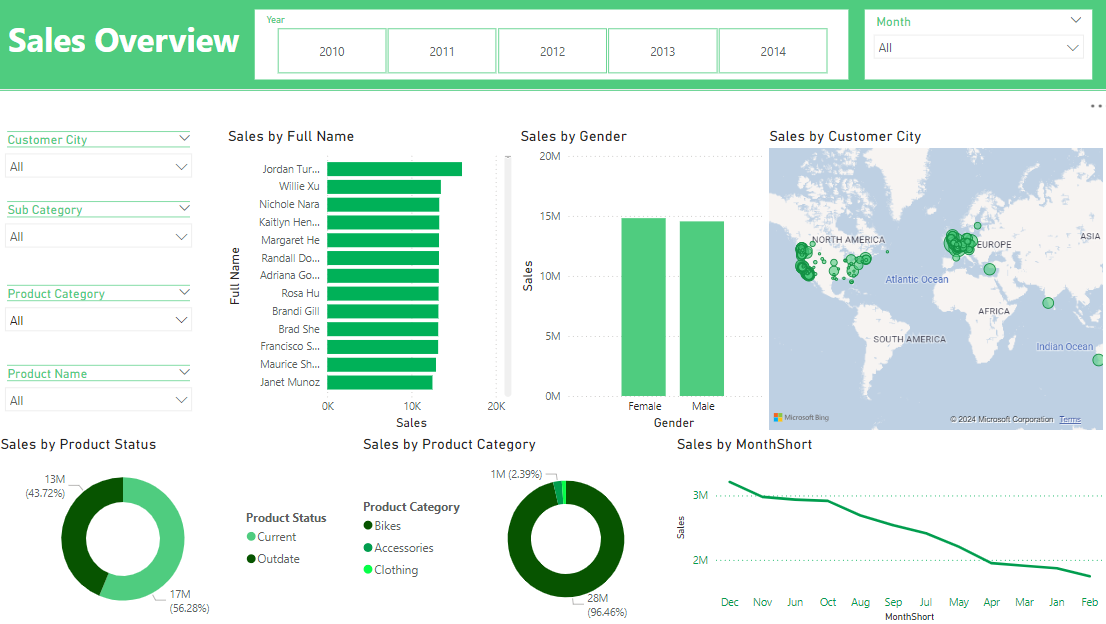 Sales Overview
Year
2010 2011 2012 2013 2014
Month
All
Customer City
All
Sub Category
All
Product Category
All
Product Name
All
Sales by Full Name
Full Name
Jordan Tur...
Willie Xu
Nichole Nara
Kaitlyn Hen...
Margaret He
Randall Do...
Adriana Go...
Rosa Hu
Brandi Gill
Brad She
Francisco S...
Maurice Sh...
Janet Munoz
0K 10K 20K
Sales
Sales by Gender
Sales
20M
15M
10M
5M
0M
Female Male
Gender
Sales by Customer City
NORTH AMERICA
EUROPE
ASIA
Atlantic Ocean
AFRICA
SOUTH AMERICA
Indian Ocean
Microsoft Bing
© 2024 Microsoft Corporation Terms
Sales by Product Status
13M
(43.72%)
17M
(56.28%)
Product Status
Current
Outdate
Sales by Product Category
Product Category
Bikes
Accessories
Clothing
1M (2.39%)
28M
(96.46%)
Sales by MonthShort
Sales
3M
2M
Dec Nov Jun Oct Aug Sep Jul May Apr Mar Jan Feb
MonthShort